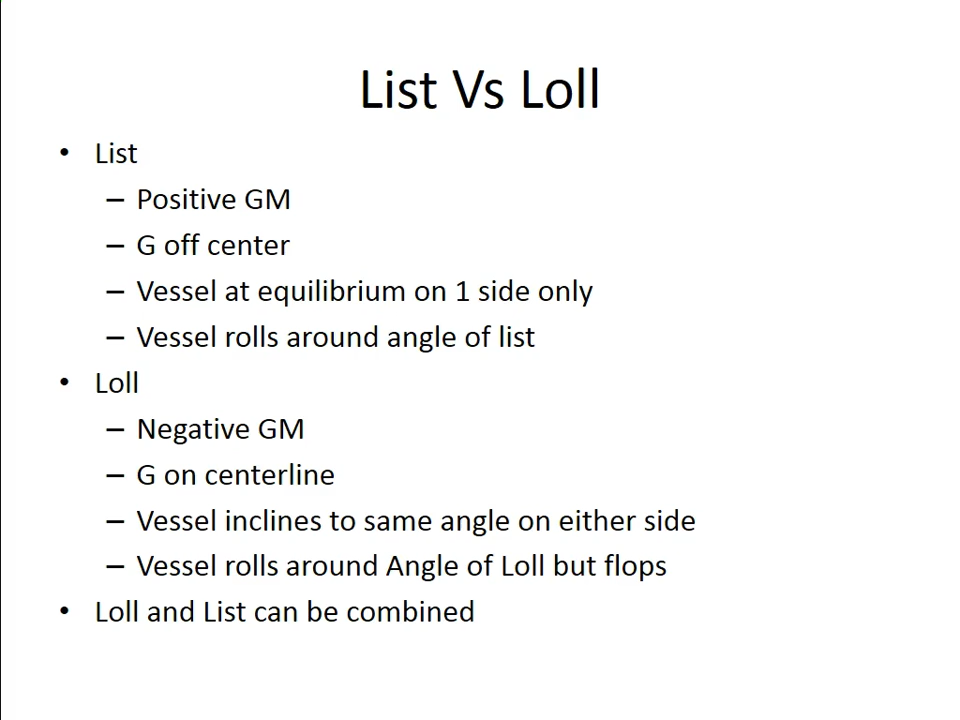 List Vs Loll
• List
– Positive GM
– G off center
– Vessel at equilibrium on 1 side only
– Vessel rolls around angle of list
• Loll
– Negative GM
– G on centerline
– Vessel inclines to same angle on either side
– Vessel rolls around Angle of Loll but flops
• Loll and List can be combined